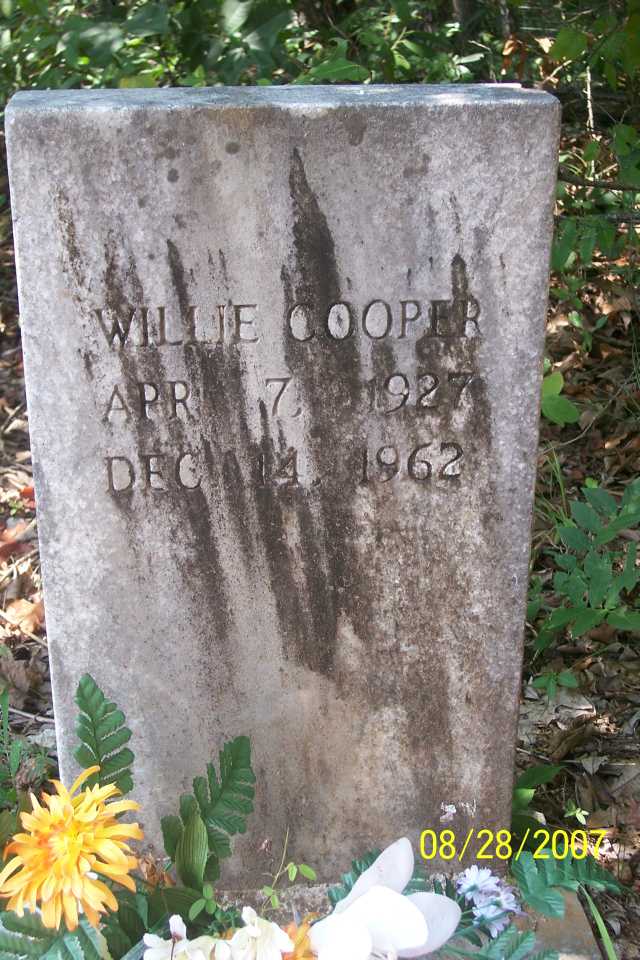 WILLIE COOPER
APR 7, 1927
DEC 14, 1962
08/28/2007